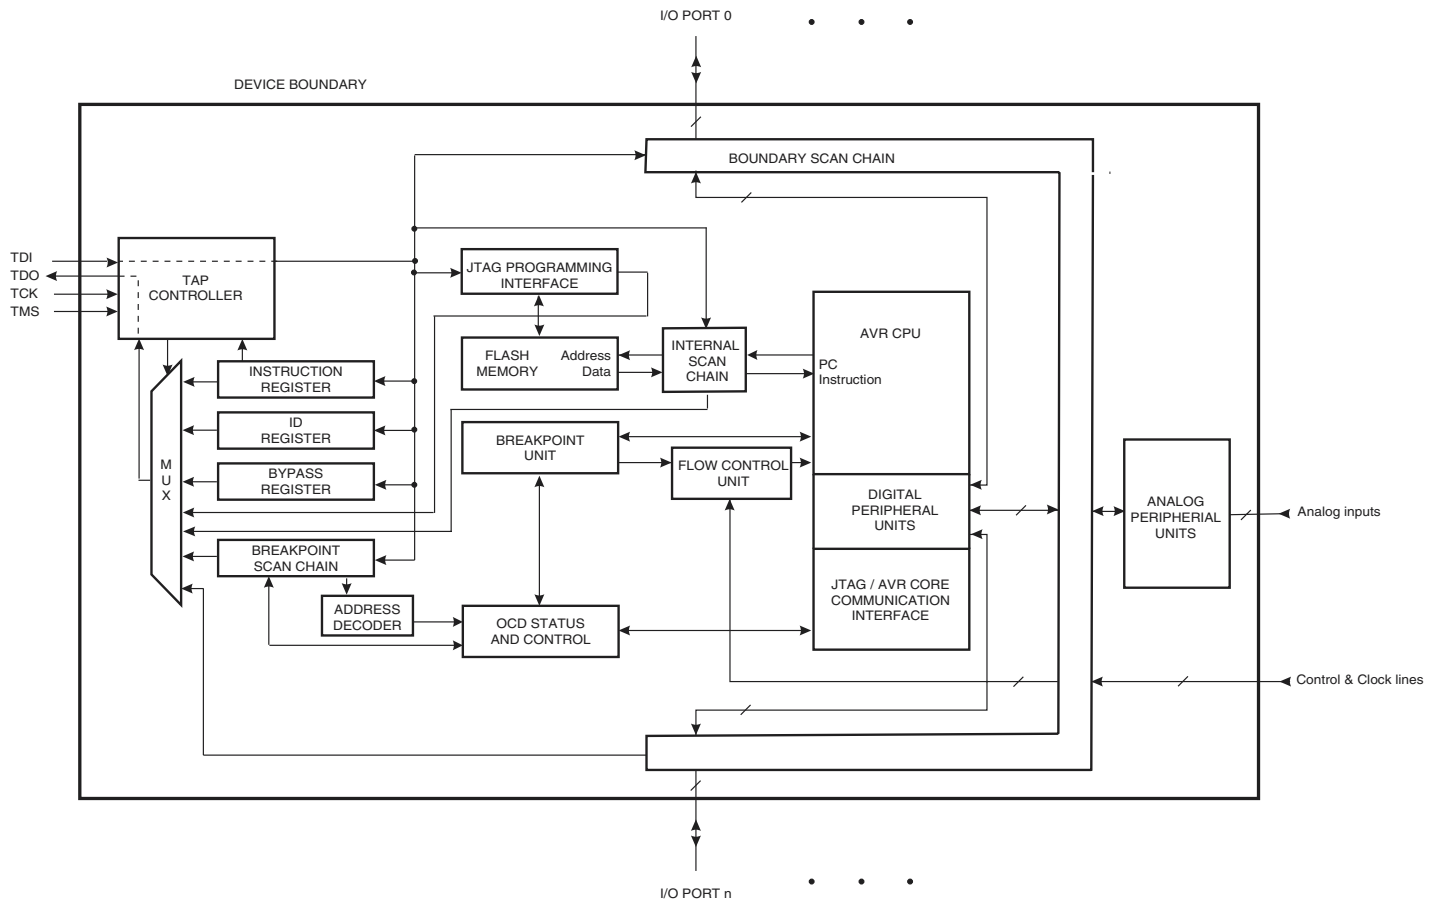 I/O PORT 0
DEVICE BOUNDARY
BOUNDARY SCAN CHAIN
TDI
TDO
TCK
TMS
TAP
CONTROLLER
JTAG PROGRAMMING
INTERFACE
AVR CPU
FLASH
MEMORY
Address
Data
INTERNAL
SCAN
CHAIN
PC
Instruction
INSTRUCTION
REGISTER
ID
REGISTER
M
U
X
BYPASS
REGISTER
BREAKPOINT
UNIT
FLOW CONTROL
UNIT
DIGITAL
PERIPHERAL
UNITS
ANALOG
PERIPHERIAL
UNITS
Analog inputs
BREAKPOINT
SCAN CHAIN
ADDRESS
DECODER
OCD STATUS
AND CONTROL
JTAG / AVR CORE
COMMUNICATION
INTERFACE
Control & Clock lines
I/O PORT n